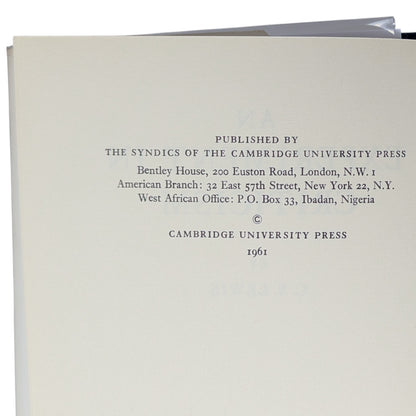 PUBLISHED BY
THE SYNDICS OF THE CAMBRIDGE UNIVERSITY PRESS
Bentley House, 200 Euston Road, London, N.W. 1
American Branch: 32 East 57th Street, New York 22, N.Y.
West African Office: P.O. Box 33, Ibadan, Nigeria
©
CAMBRIDGE UNIVERSITY PRESS
1961